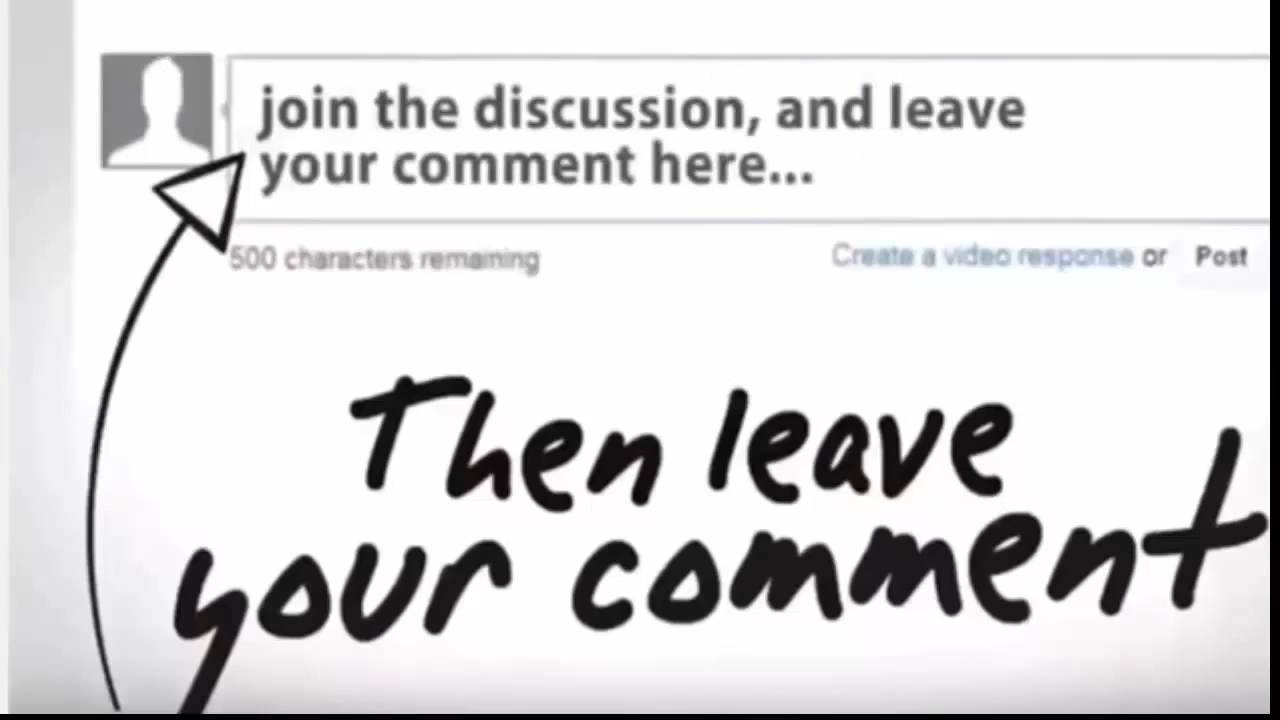 join the discussion, and leave
your comment here...
500 characters remaining
Create a video response or Post
Then leave
your comment